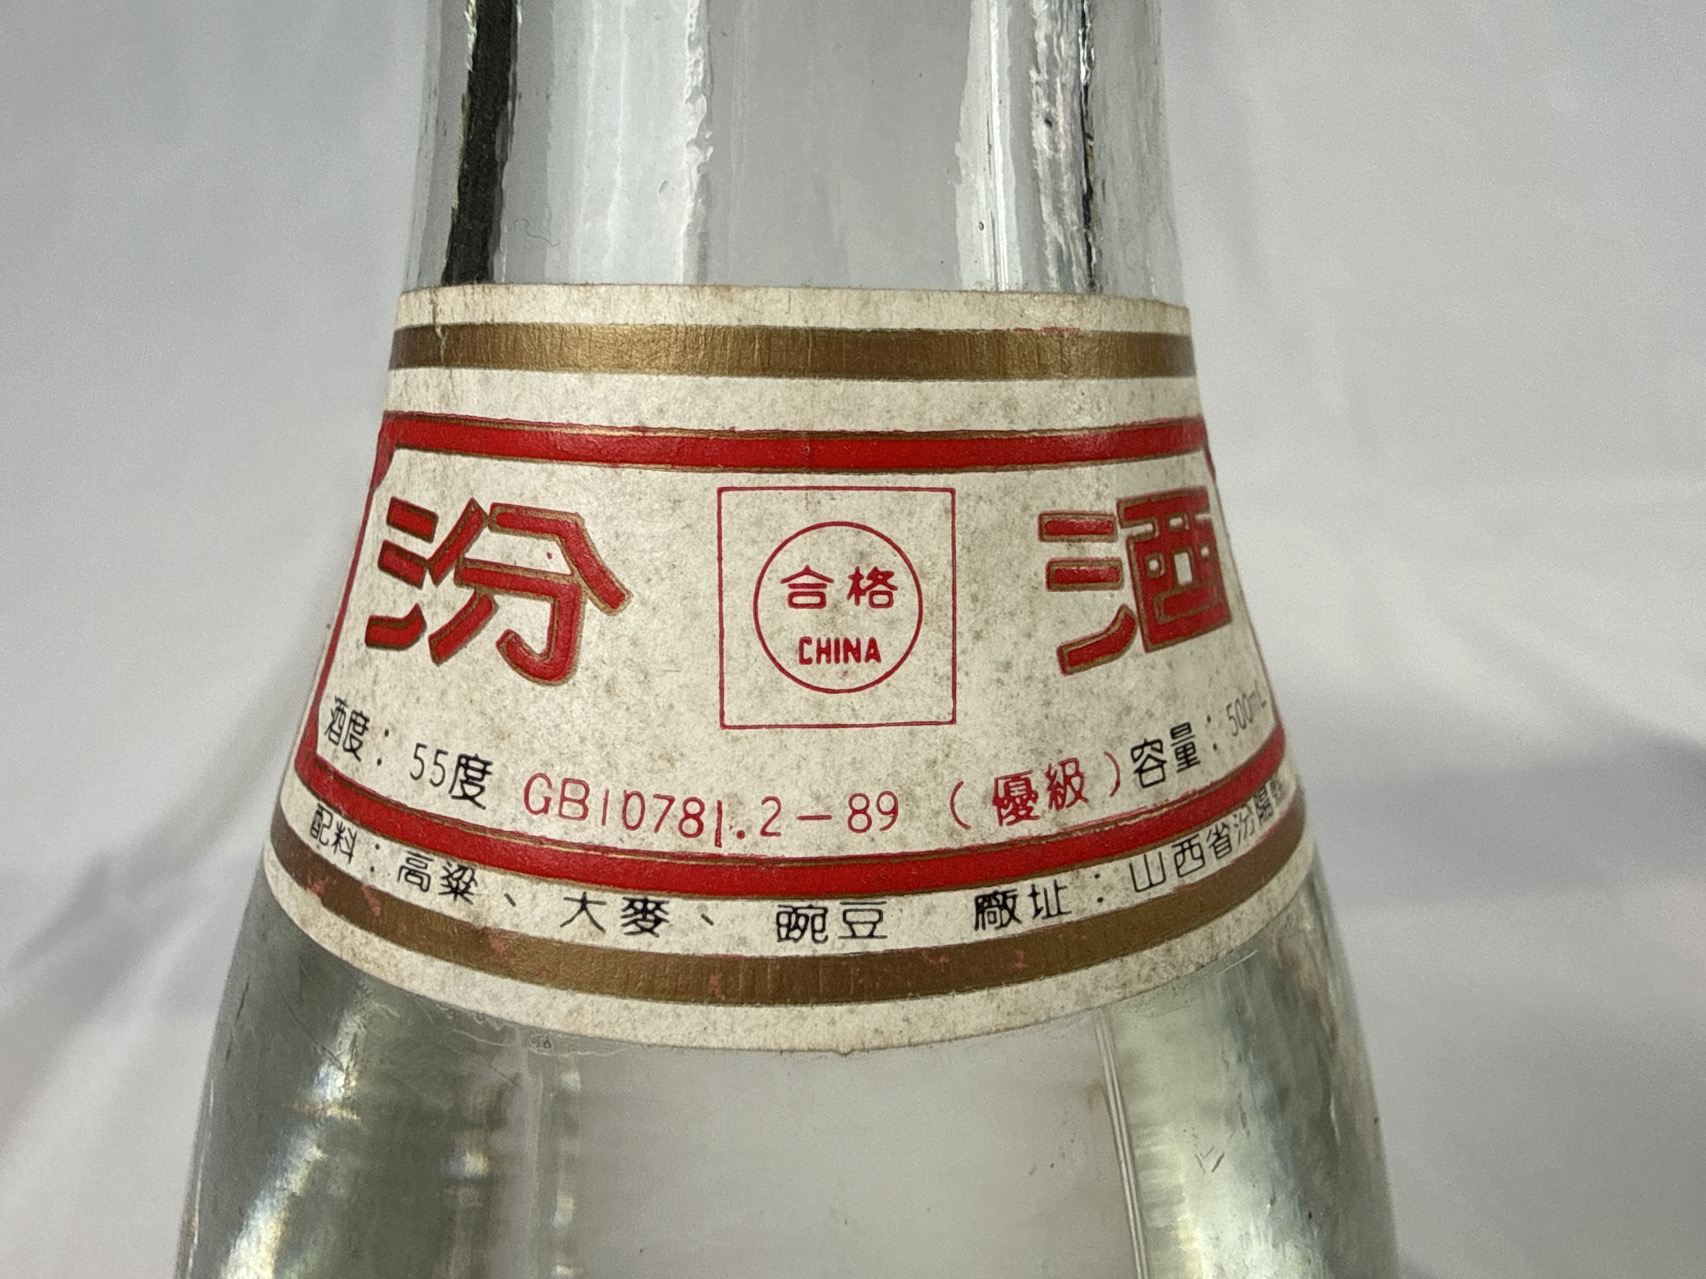 汾 酒
合格
CHINA
酒度：55度 GB10781.2－89（優級）容量：500mL
配料：高粱、大麥、豌豆 廠址：山西省汾陽縣